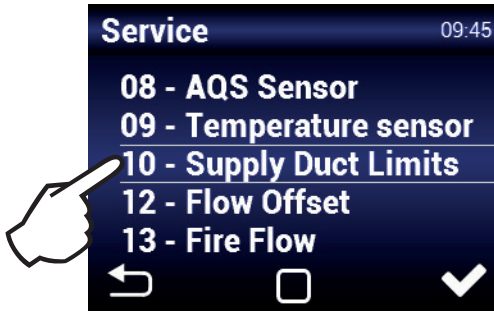 Service 09:45
08 - AQS Sensor
09 - Temperature sensor
10 - Supply Duct Limits
12 - Flow Offset
13 - Fire Flow